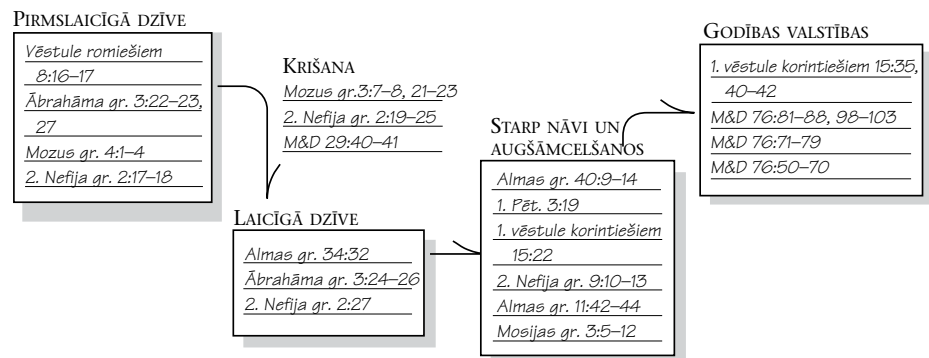 PIRMSLAICĪGĀ DZĪVE
Vēstule romiešiem
8:16–17
Ābrahāma gr. 3:22–23,
27
Mozus gr. 4:1–4
2. Nefija gr. 2:17–18
KRIŠANA
Mozus gr.3:7–8, 21–23
2. Nefija gr. 2:19–25
M&D 29:40–41
LAICĪGĀ DZĪVE
Almas gr. 34:32
Ābrahāma gr. 3:24–26
2. Nefija gr. 2:27
STARP NĀVI UN
AUGŠĀMCELŠANOS
Almas gr. 40:9–14
1. Pēt. 3:19
1. vēstule korintiešiem
15:22
2. Nefija gr. 9:10–13
Almas gr. 11:42–44
Mosijas gr. 3:5–12
GODĪBAS VALSTĪBAS
1. vēstule korintiešiem 15:35,
40–42
M&D 76:81–88, 98–103
M&D 76:71–79
M&D 76:50–70